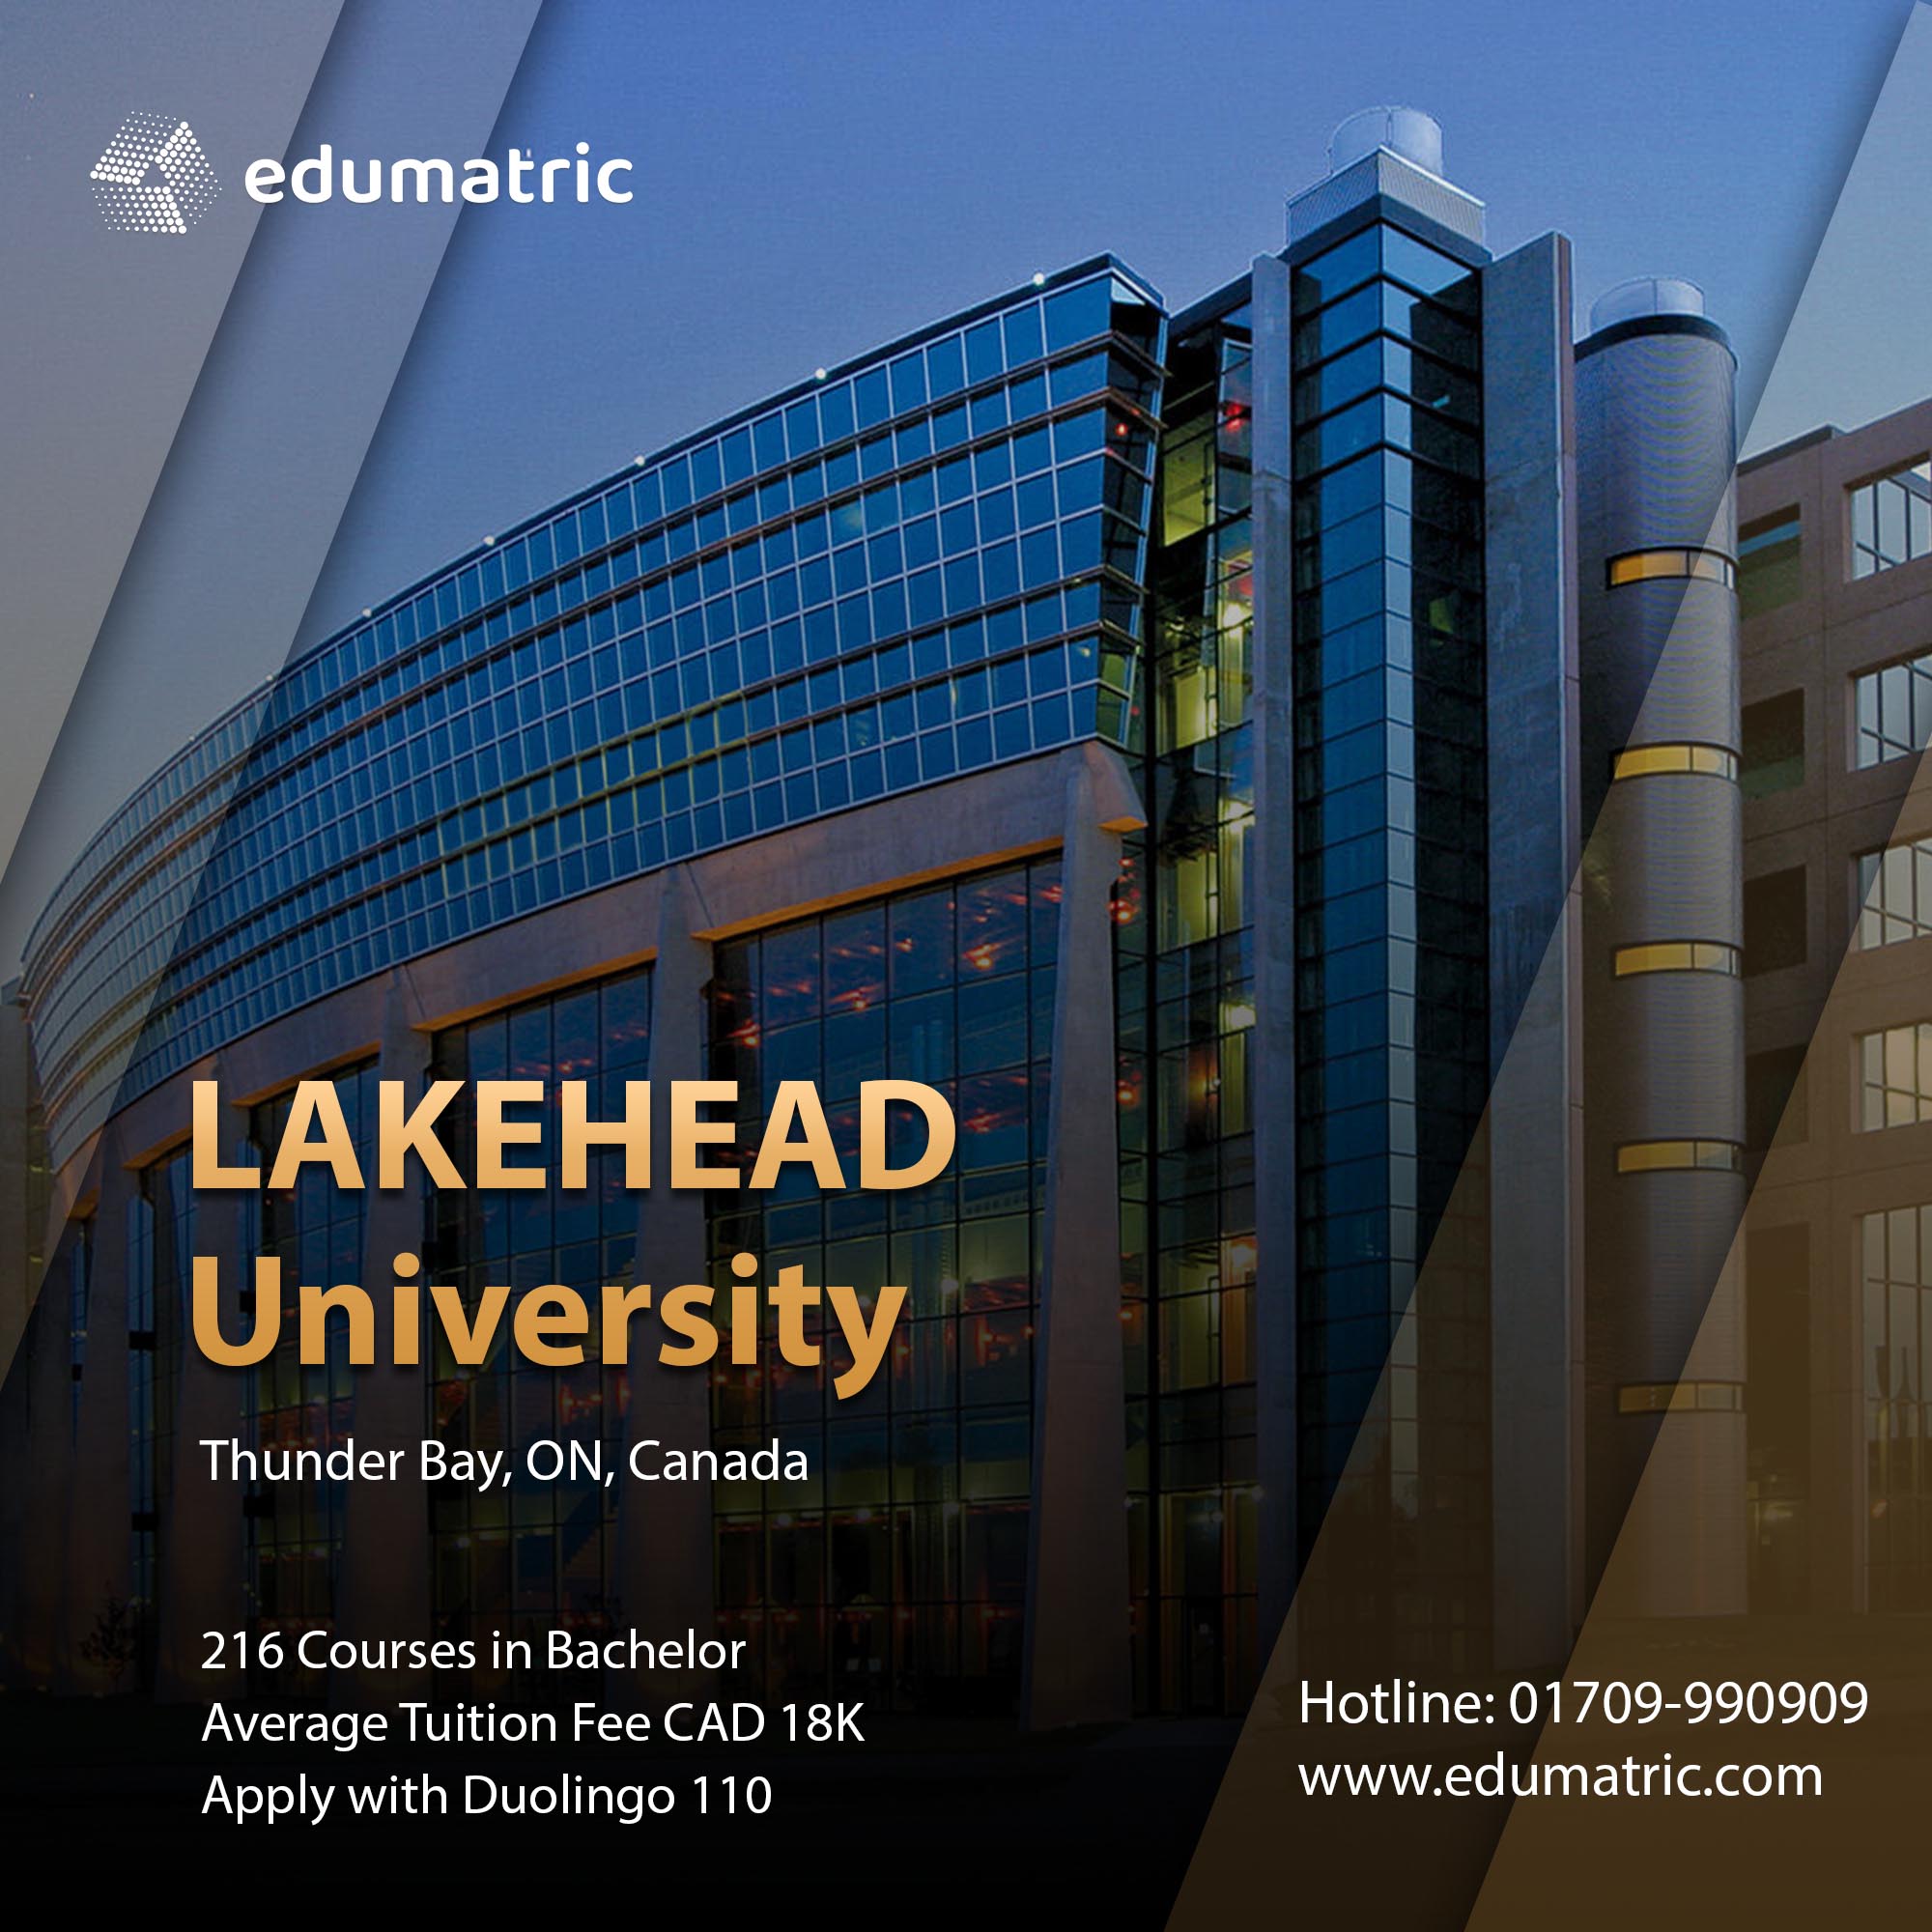 edumatric
LAKEHEAD
University
Thunder Bay, ON, Canada
216 Courses in Bachelor
Average Tuition Fee CAD 18K
Apply with Duolingo 110
Hotline: 01709-990909
www.edumatric.com